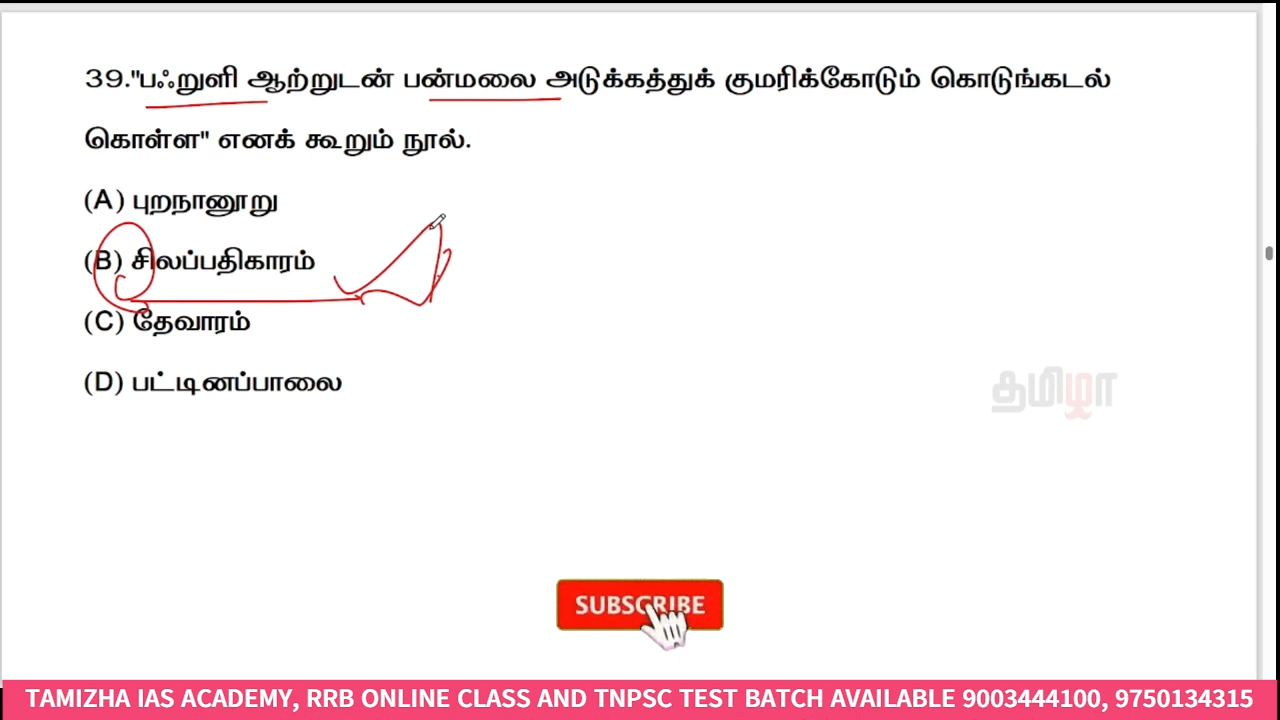 39."பஃறுளி ஆற்றுடன் பன்மலை அடுக்கத்துக் குமரிக்கோடும் கொடுங்கடல்
கொள்ள" எனக் கூறும் நூல்.
(A) புறநானூறு
(B) சிலப்பதிகாரம்
(C) தேவாரம்
(D) பட்டினப்பாலை
தமிழா
SUBSCRIBE
TAMIZHA IAS ACADEMY, RRB ONLINE CLASS AND TNPSC TEST BATCH AVAILABLE 9003444100, 9750134315